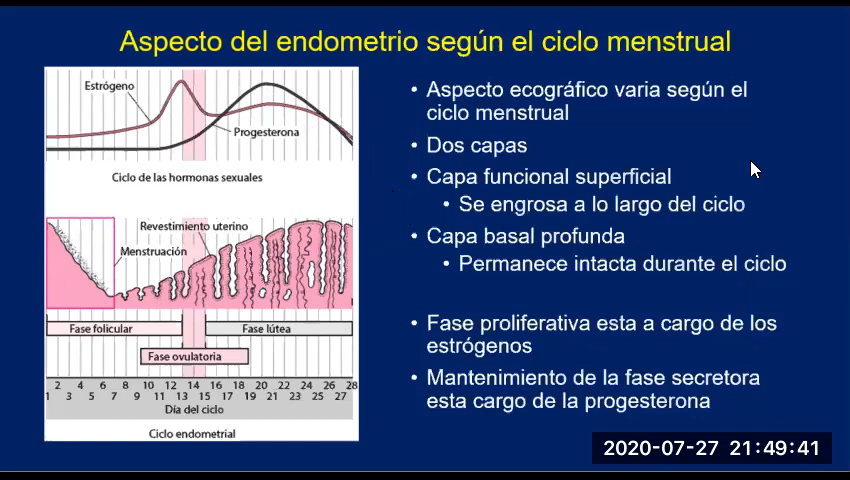 Aspecto del endometrio según el ciclo menstrual
Estrógeno
Progesterona
Ciclo de las hormonas sexuales
Revestimiento uterino
Menstruación
Fase folicular
Fase lútea
Fase ovulatoria
2 4 6 8 10 12 14 16 18 20 22 24 26 28
1 3 5 7 9 11 13 15 17 19 21 23 25 27
Día del ciclo
Ciclo endometrial
• Aspecto ecográfico varia según el
ciclo menstrual
• Dos capas
• Capa funcional superficial
• Se engrosa a lo largo del ciclo
• Capa basal profunda
• Permanece intacta durante el ciclo
• Fase proliferativa esta a cargo de los
estrógenos
• Mantenimiento de la fase secretora
esta cargo de la progesterona
2020-07-27 21:49:41